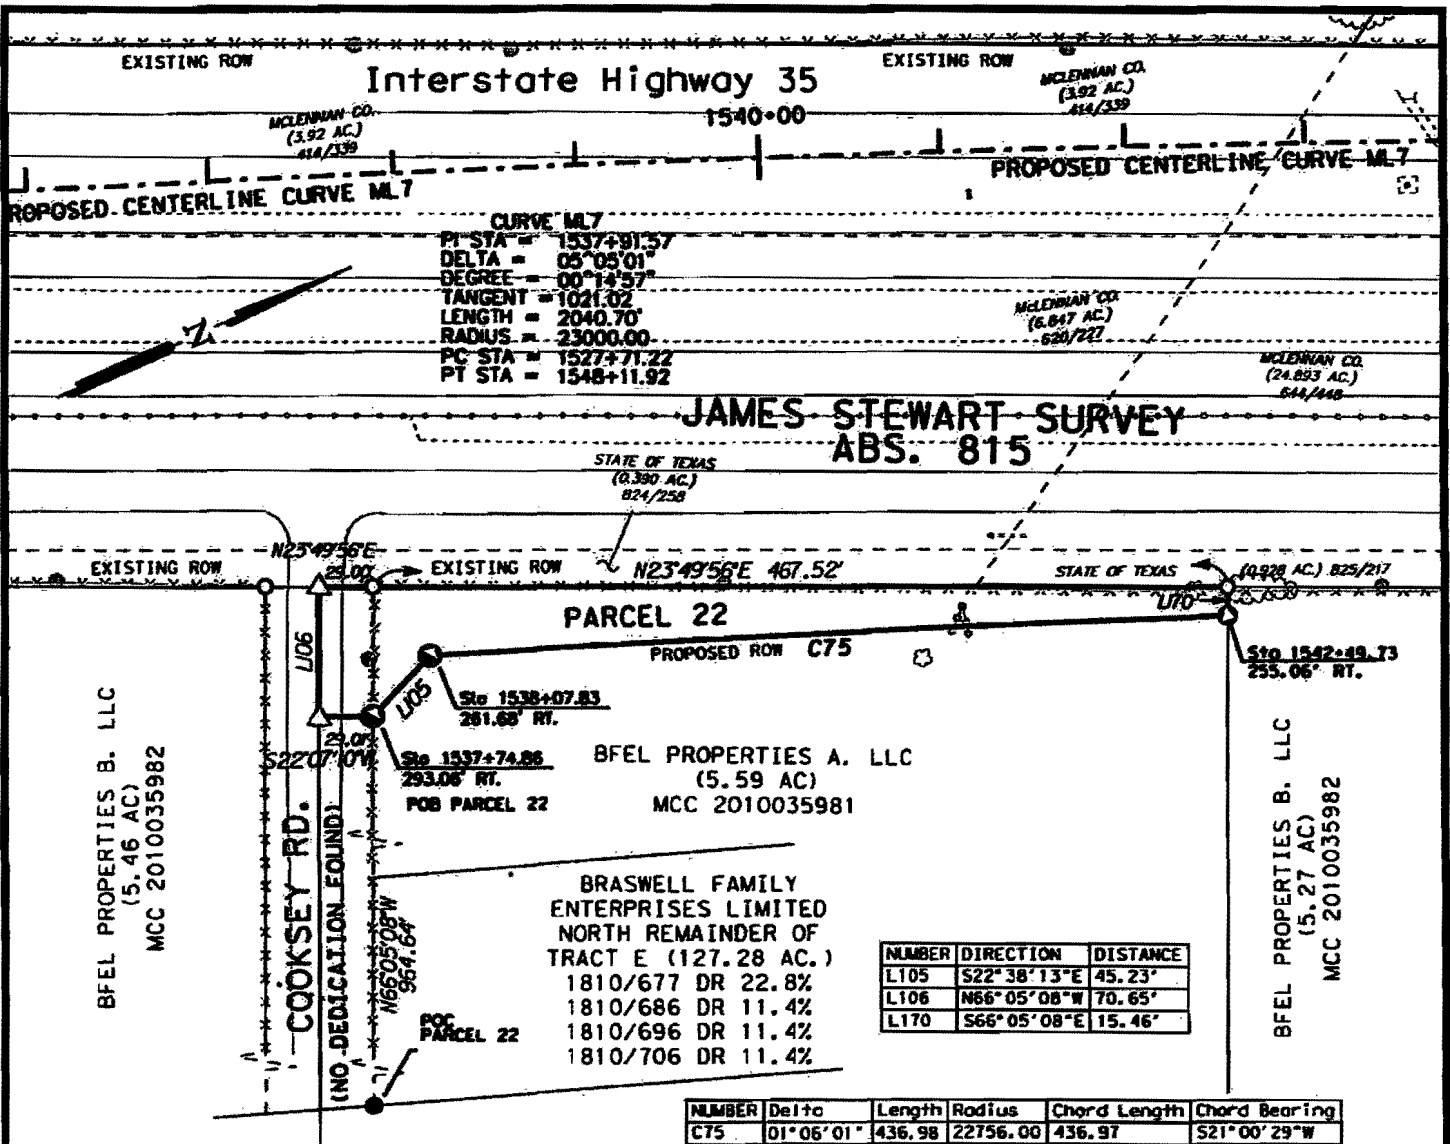 EXISTING ROW
Interstate Highway 35
EXISTING ROW
MCLENNAN CO.
(3.92 AC.)
414/339
1540+00
MCLENNAN CO.
(3.92 AC.)
414/339
ROPOSED CENTERLINE CURVE ML7
PROPOSED CENTERLINE CURVE ML7
CURVE ML7
PI STA = 1537+91.57
DELTA = 05°05'01"
DEGREE = 00°14'57"
TANGENT = 1021.02
LENGTH = 2040.70'
RADIUS = 23000.00
PC STA = 1527+71.22
PT STA = 1548+11.92
N
MCLENNAN CO.
(6.847 AC.)
620/227
MCLENNAN CO.
(24.893 AC.)
644/448
JAMES STEWART SURVEY
ABS. 815
STATE OF TEXAS
(0.390 AC.)
824/258
N23°49'56"E
29.00'
EXISTING ROW
EXISTING ROW
N23°49'56"E 467.52'
STATE OF TEXAS
(0.928 AC.) 825/217
L170
PARCEL 22
L106
PROPOSED ROW C75
L105
Sta 1538+07.83
261.68' RT.
Sta 1542+49.73
255.06' RT.
29.01'
S22°07'10"W
Sta 1537+74.86
293.06' RT.
POB PARCEL 22
BFEL PROPERTIES A. LLC
(5.59 AC)
MCC 2010035981
BFEL PROPERTIES B. LLC
(5.46 AC)
MCC 2010035982
COOKSEY RD.
(NO DEDICATION FOUND)
N66°05'08"W
964.64'
POC
PARCEL 22
BRASWELL FAMILY
ENTERPRISES LIMITED
NORTH REMAINDER OF
TRACT E (127.28 AC.)
1810/677 DR 22.8%
1810/686 DR 11.4%
1810/696 DR 11.4%
1810/706 DR 11.4%
BFEL PROPERTIES B. LLC
(5.27 AC)
MCC 2010035982
NUMBER DIRECTION DISTANCE
L105 S22°38'13"E 45.23'
L106 N66°05'08"W 70.65'
L170 S66°05'08"E 15.46'
NUMBER Delta Length Radius Chord Length Chord Bearing
C75 01°06'01" 436.98 22756.00 436.97 S21°00'29"W